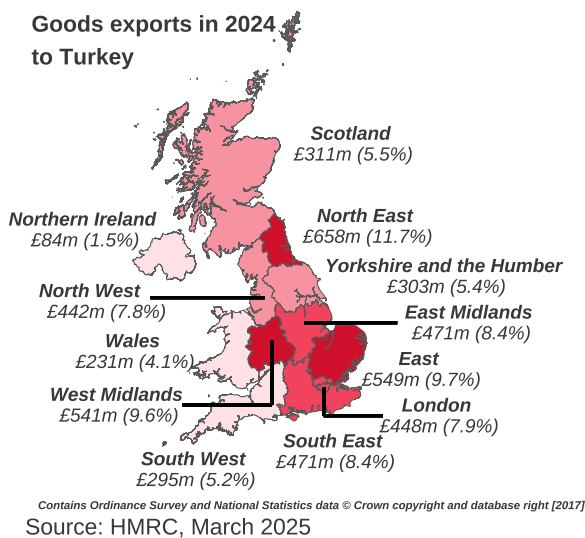 Goods exports in 2024
to Turkey
Scotland
£311m (5.5%)
Northern Ireland
£84m (1.5%)
North East
£658m (11.7%)
Yorkshire and the Humber
£303m (5.4%)
North West
£442m (7.8%)
East Midlands
£471m (8.4%)
Wales
£231m (4.1%)
East
£549m (9.7%)
West Midlands
£541m (9.6%)
London
£448m (7.9%)
South East
£471m (8.4%)
South West
£295m (5.2%)
Contains Ordinance Survey and National Statistics data © Crown copyright and database right [2017]
Source: HMRC, March 2025